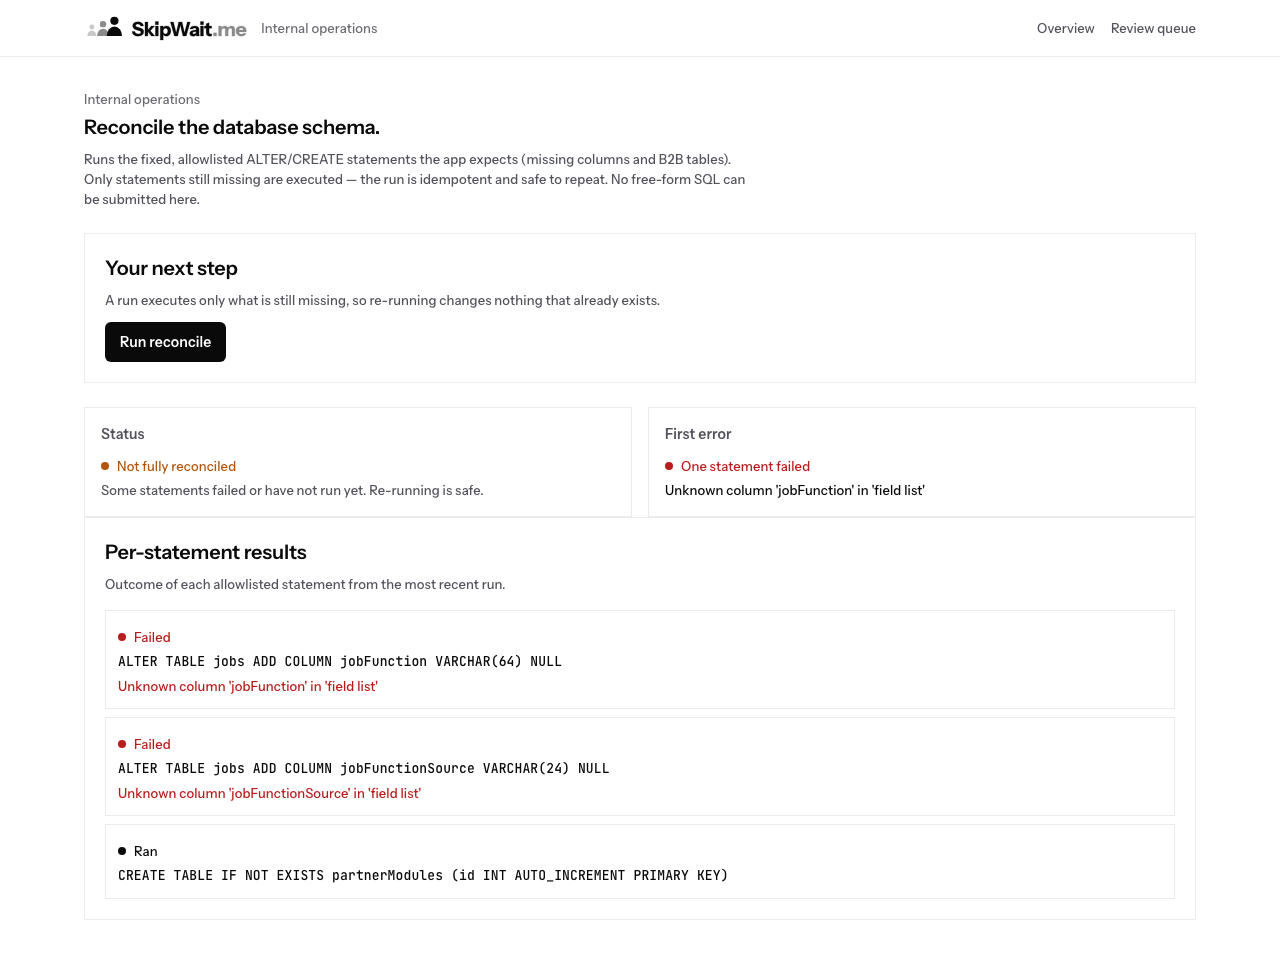 SkipWait.me
Internal operations
Overview
Review queue
Internal operations
Reconcile the database schema.
Runs the fixed, allowlisted ALTER/CREATE statements the app expects (missing columns and B2B tables).
Only statements still missing are executed — the run is idempotent and safe to repeat. No free-form SQL can
be submitted here.
Your next step
A run executes only what is still missing, so re-running changes nothing that already exists.
Run reconcile
Status
Not fully reconciled
Some statements failed or have not run yet. Re-running is safe.
First error
One statement failed
Unknown column 'jobFunction' in 'field list'
Per-statement results
Outcome of each allowlisted statement from the most recent run.
Failed
ALTER TABLE jobs ADD COLUMN jobFunction VARCHAR(64) NULL
Unknown column 'jobFunction' in 'field list'
Failed
ALTER TABLE jobs ADD COLUMN jobFunctionSource VARCHAR(24) NULL
Unknown column 'jobFunctionSource' in 'field list'
Ran
CREATE TABLE IF NOT EXISTS partnerModules (id INT AUTO_INCREMENT PRIMARY KEY)